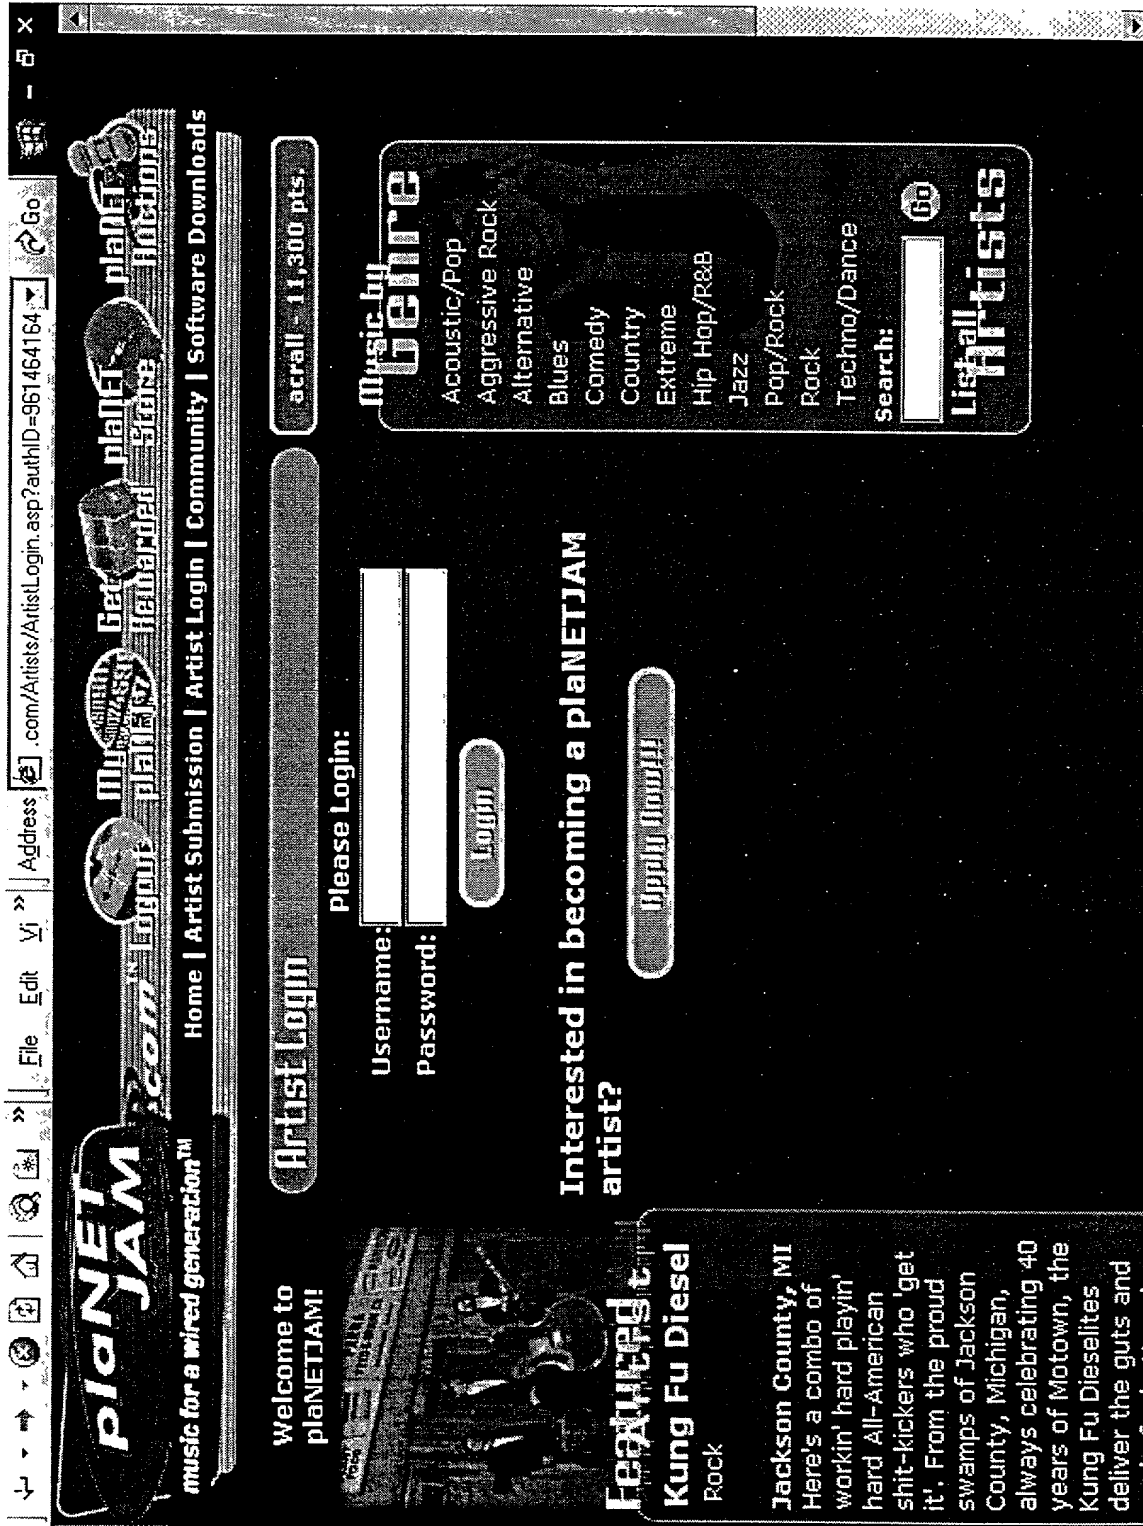 File Edit Vi » Address .com/Artists/ArtistLogin.asp?authID=961464164 Go
plaNET JAM .com™
Logout
My plaNET
Get Rewarded
plaNET Store
plaNET Auctions
music for a wired generation™
Home | Artist Submission | Artist Login | Community | Software Downloads
Welcome to
plaNETJAM!
Featured
Artist
Kung Fu Diesel
Rock
Jackson County, MI
Here's a combo of
workin' hard playin'
hard All-American
shit-kickers who 'get
it'. From the proud
swamps of Jackson
County, Michigan,
always celebrating 40
years of Motown, the
Kung Fu Dieselites
deliver the guts and
Artist Login
Please Login:
Username:
Password:
Login
Interested in becoming a plaNETJAM
artist?
Apply Now!!!
acrall - 11,300 pts.
Music by
Genre
Acoustic/Pop
Aggressive Rock
Alternative
Blues
Comedy
Country
Extreme
Hip Hop/R&B
Jazz
Pop/Rock
Rock
Techno/Dance
Search:
Go
List all
Artists